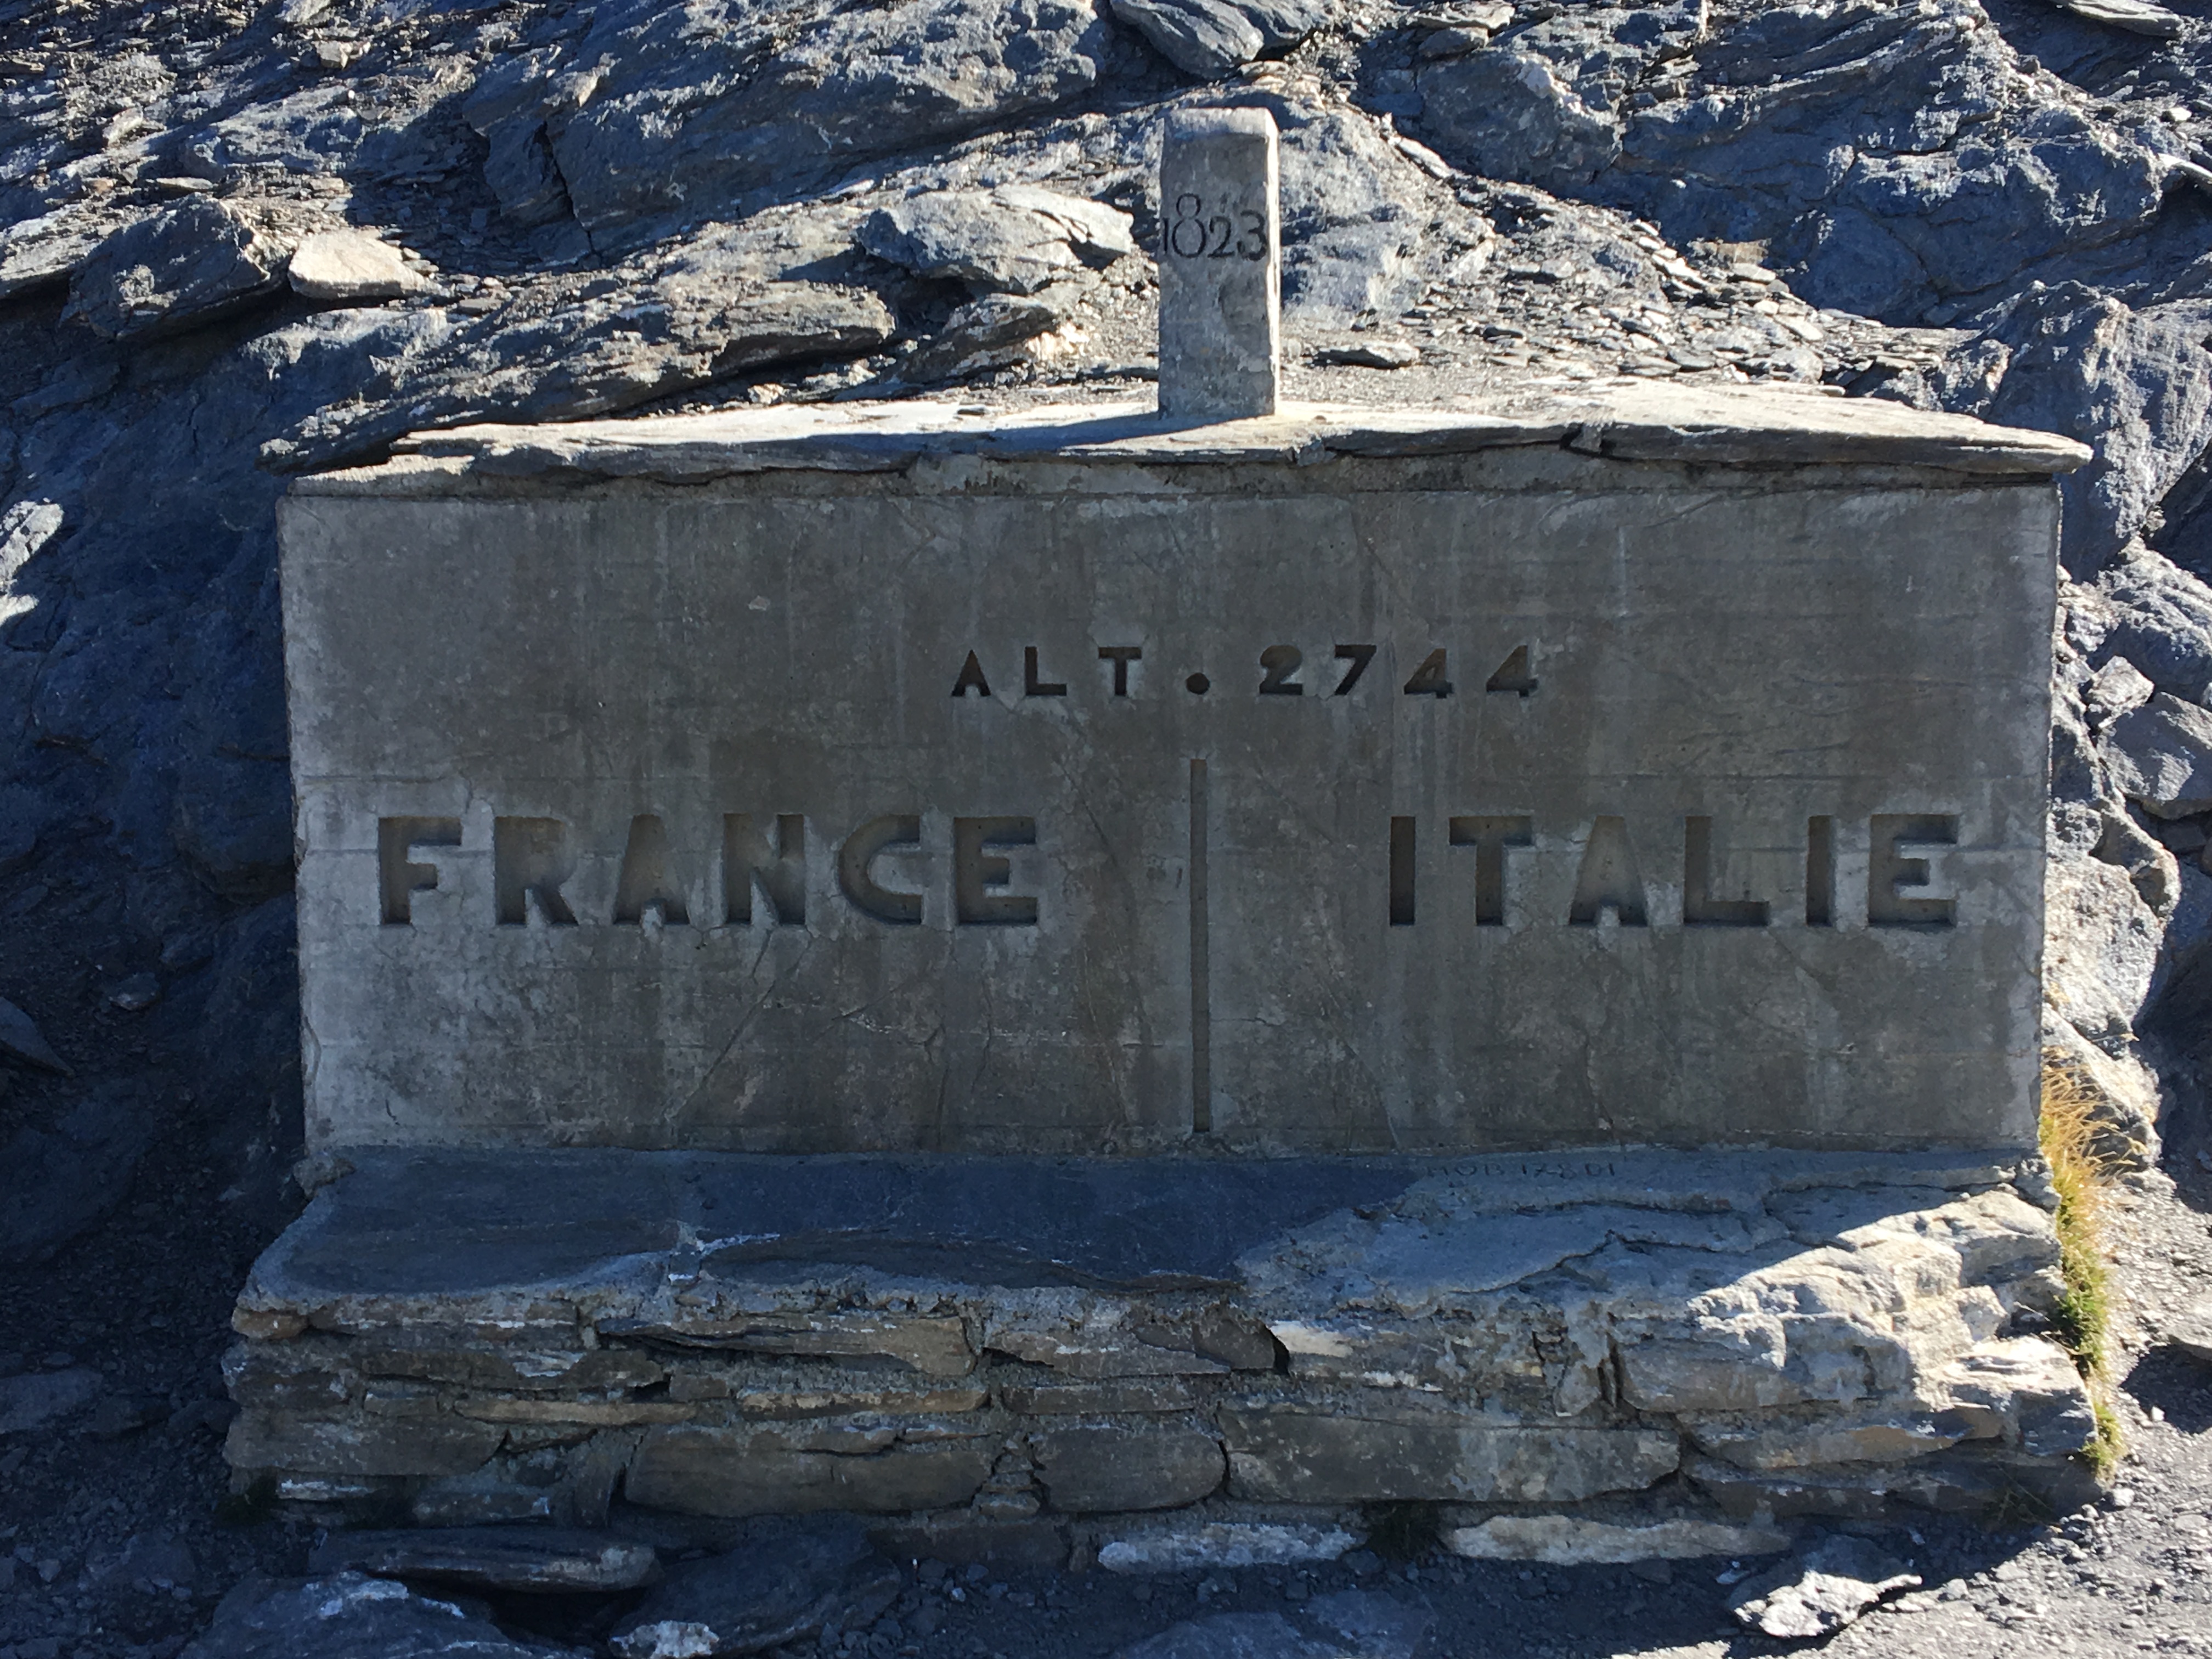 1823
ALT. 2744
FRANCE ITALIE